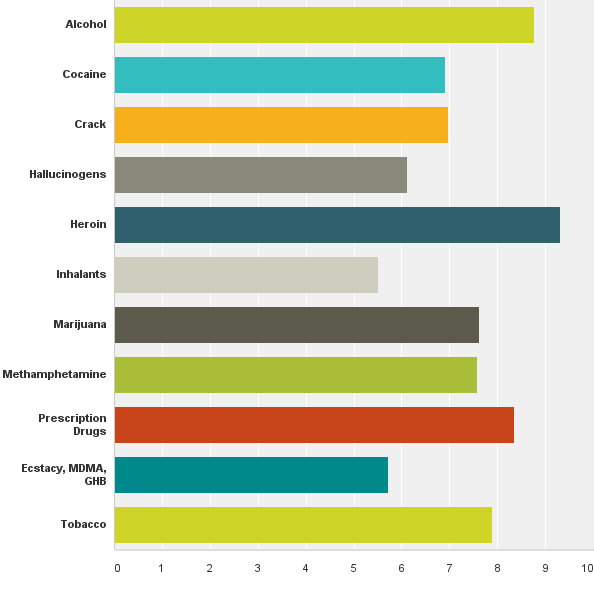 Alcohol
Cocaine
Crack
Hallucinogens
Heroin
Inhalants
Marijuana
Methamphetamine
Prescription
Drugs
Ecstacy, MDMA,
GHB
Tobacco
0 1 2 3 4 5 6 7 8 9 10